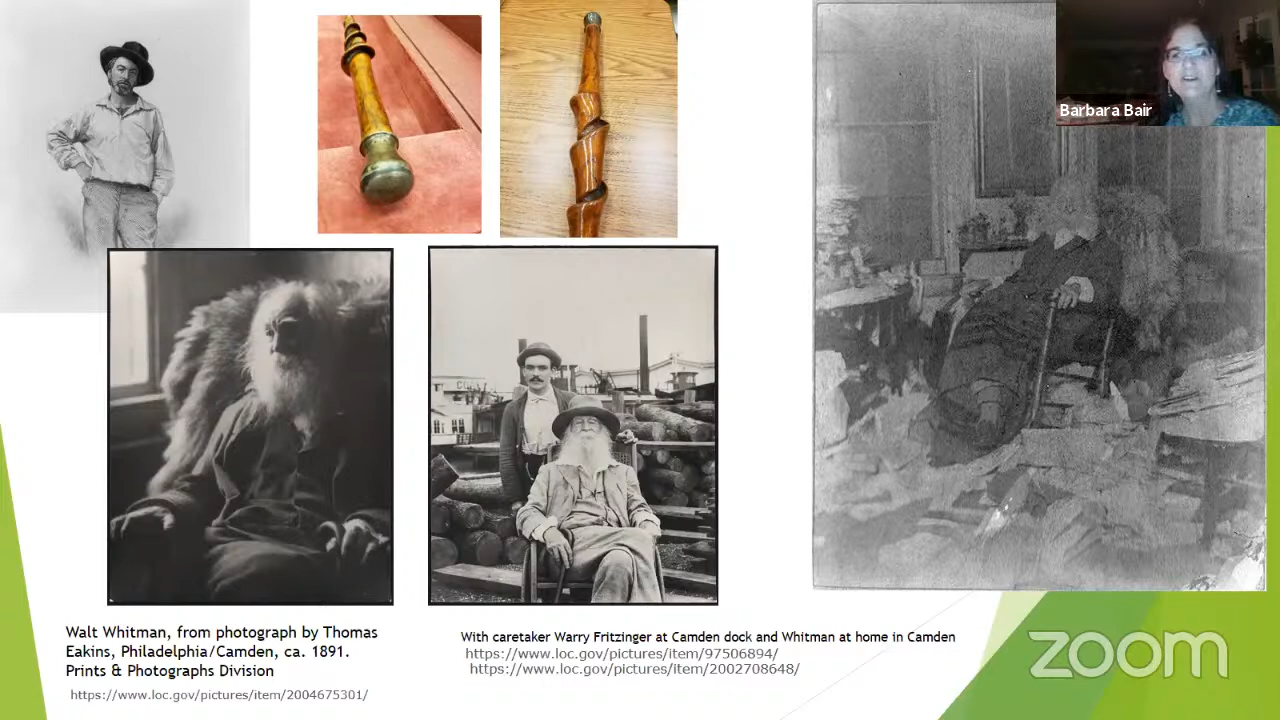 Barbara Bair
Walt Whitman, from photograph by Thomas
Eakins, Philadelphia/Camden, ca. 1891.
Prints & Photographs Division
https://www.loc.gov/pictures/item/2004675301/
With caretaker Warry Fritzinger at Camden dock and Whitman at home in Camden
https://www.loc.gov/pictures/item/97506894/
https://www.loc.gov/pictures/item/2002708648/
zoom